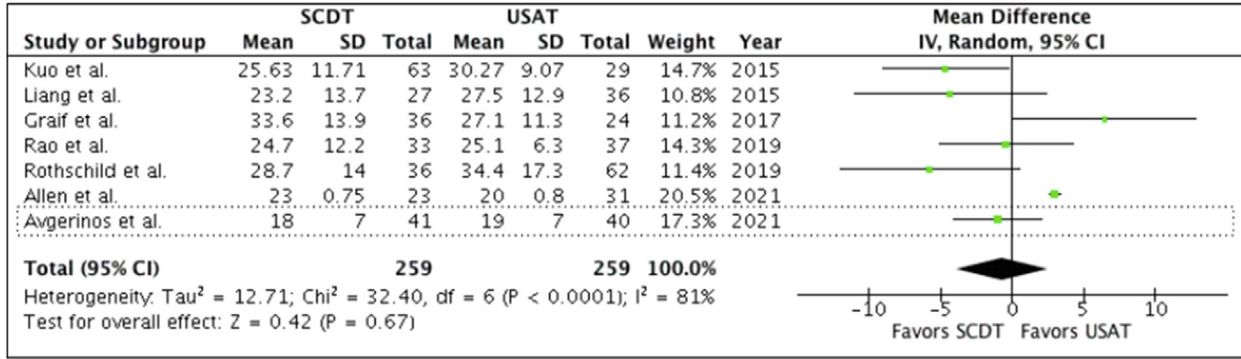 SCDT USAT Mean Difference
Study or Subgroup Mean SD Total Mean SD Total Weight Year IV, Random, 95% CI
Kuo et al. 25.63 11.71 63 30.27 9.07 29 14.7% 2015
Liang et al. 23.2 13.7 27 27.5 12.9 36 10.8% 2015
Graif et al. 33.6 13.9 36 27.1 11.3 24 11.2% 2017
Rao et al. 24.7 12.2 33 25.1 6.3 37 14.3% 2019
Rothschild et al. 28.7 14 36 34.4 17.3 62 11.4% 2019
Allen et al. 23 0.75 23 20 0.8 31 20.5% 2021
Avgerinos et al. 18 7 41 19 7 40 17.3% 2021
Total (95% CI) 259 259 100.0%
Heterogeneity: Tau² = 12.71; Chi² = 32.40, df = 6 (P < 0.0001); I² = 81%
Test for overall effect: Z = 0.42 (P = 0.67)
-10 -5 0 5 10
Favors SCDT Favors USAT